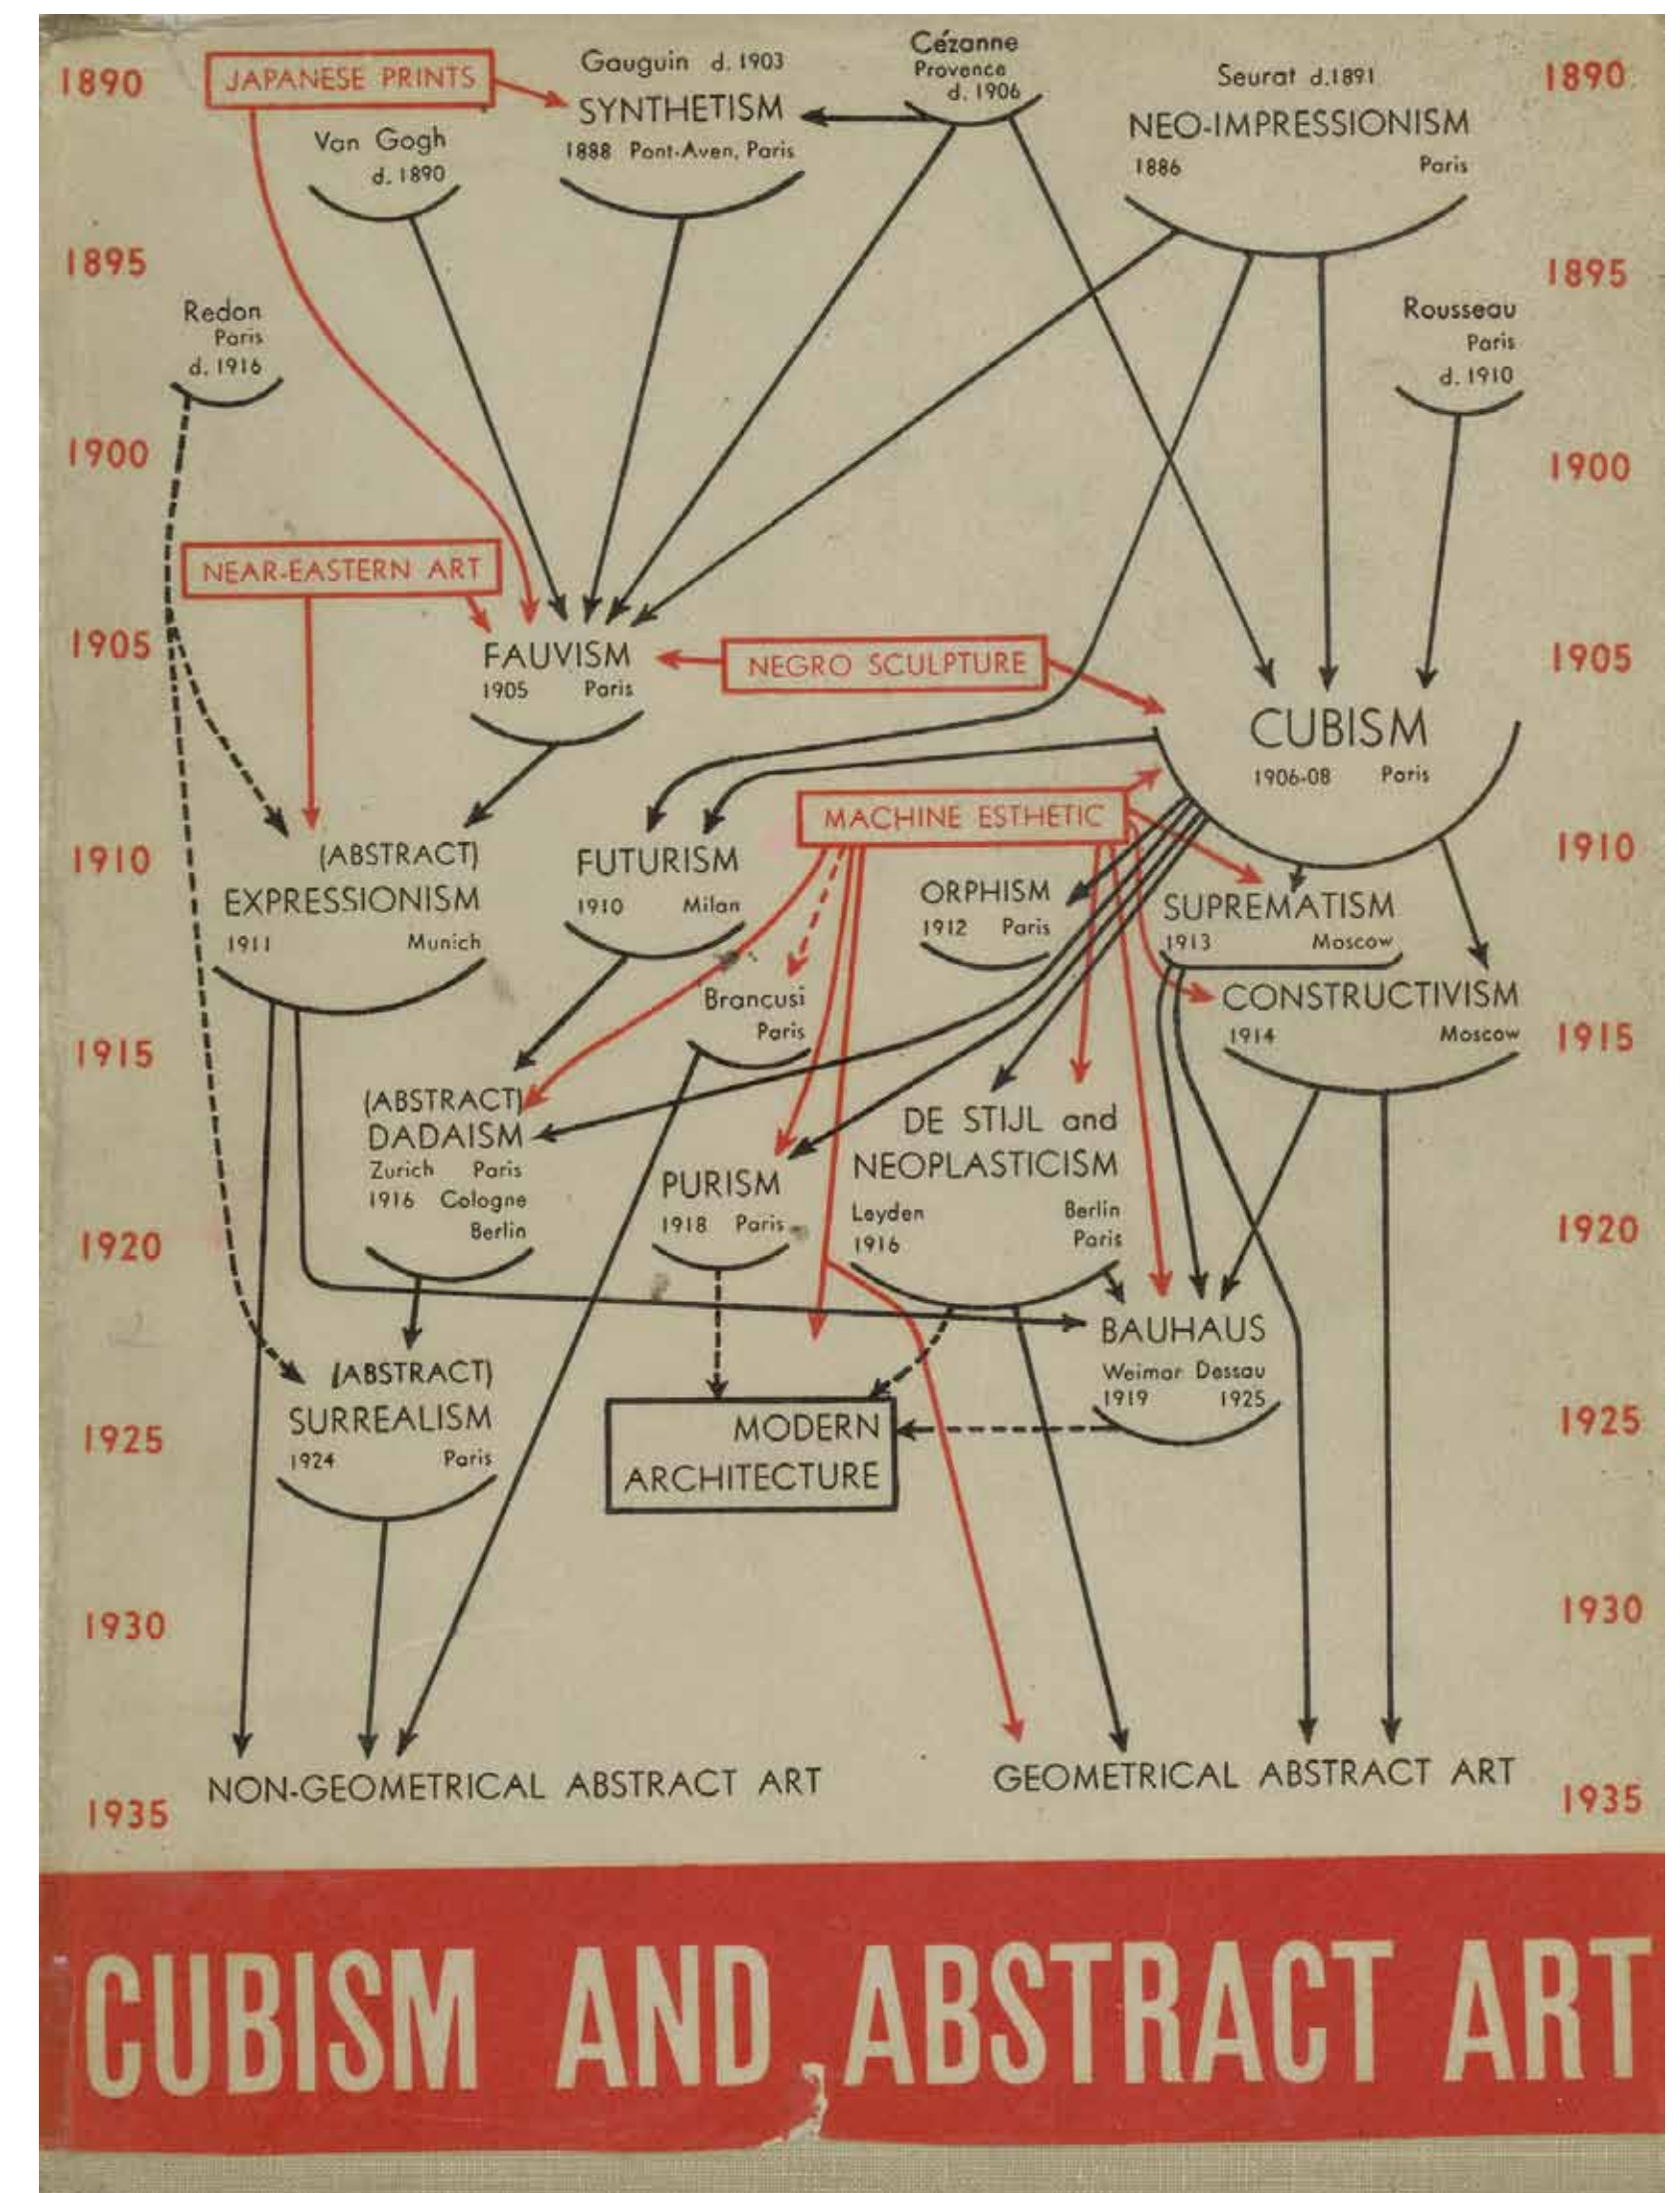 1890
JAPANESE PRINTS
Gauguin d. 1903
SYNTHETISM
1888 Pont-Aven, Paris
Cézanne
Provence
d. 1906
Seurat d.1891
NEO-IMPRESSIONISM
1886 Paris
1890
Van Gogh
d. 1890
1895
1895
Redon
Paris
d. 1916
Rousseau
Paris
d. 1910
1900
1900
NEAR-EASTERN ART
1905
FAUVISM
1905 Paris
NEGRO SCULPTURE
1905
CUBISM
1906-08 Paris
MACHINE ESTHETIC
1910
(ABSTRACT)
EXPRESSIONISM
1911 Munich
FUTURISM
1910 Milan
ORPHISM
1912 Paris
SUPREMATISM
1913 Moscow
1910
Brancusi
Paris
CONSTRUCTIVISM
1914 Moscow
1915
1915
(ABSTRACT)
DADAISM
Zurich Paris
1916 Cologne
Berlin
PURISM
1918 Paris
DE STIJL and
NEOPLASTICISM
Leyden Berlin
1916 Paris
1920
1920
BAUHAUS
Weimar Dessau
1919 1925
(ABSTRACT)
SURREALISM
1924 Paris
MODERN
ARCHITECTURE
1925
1925
1930
1930
NON-GEOMETRICAL ABSTRACT ART
GEOMETRICAL ABSTRACT ART
1935
1935
CUBISM AND ABSTRACT ART